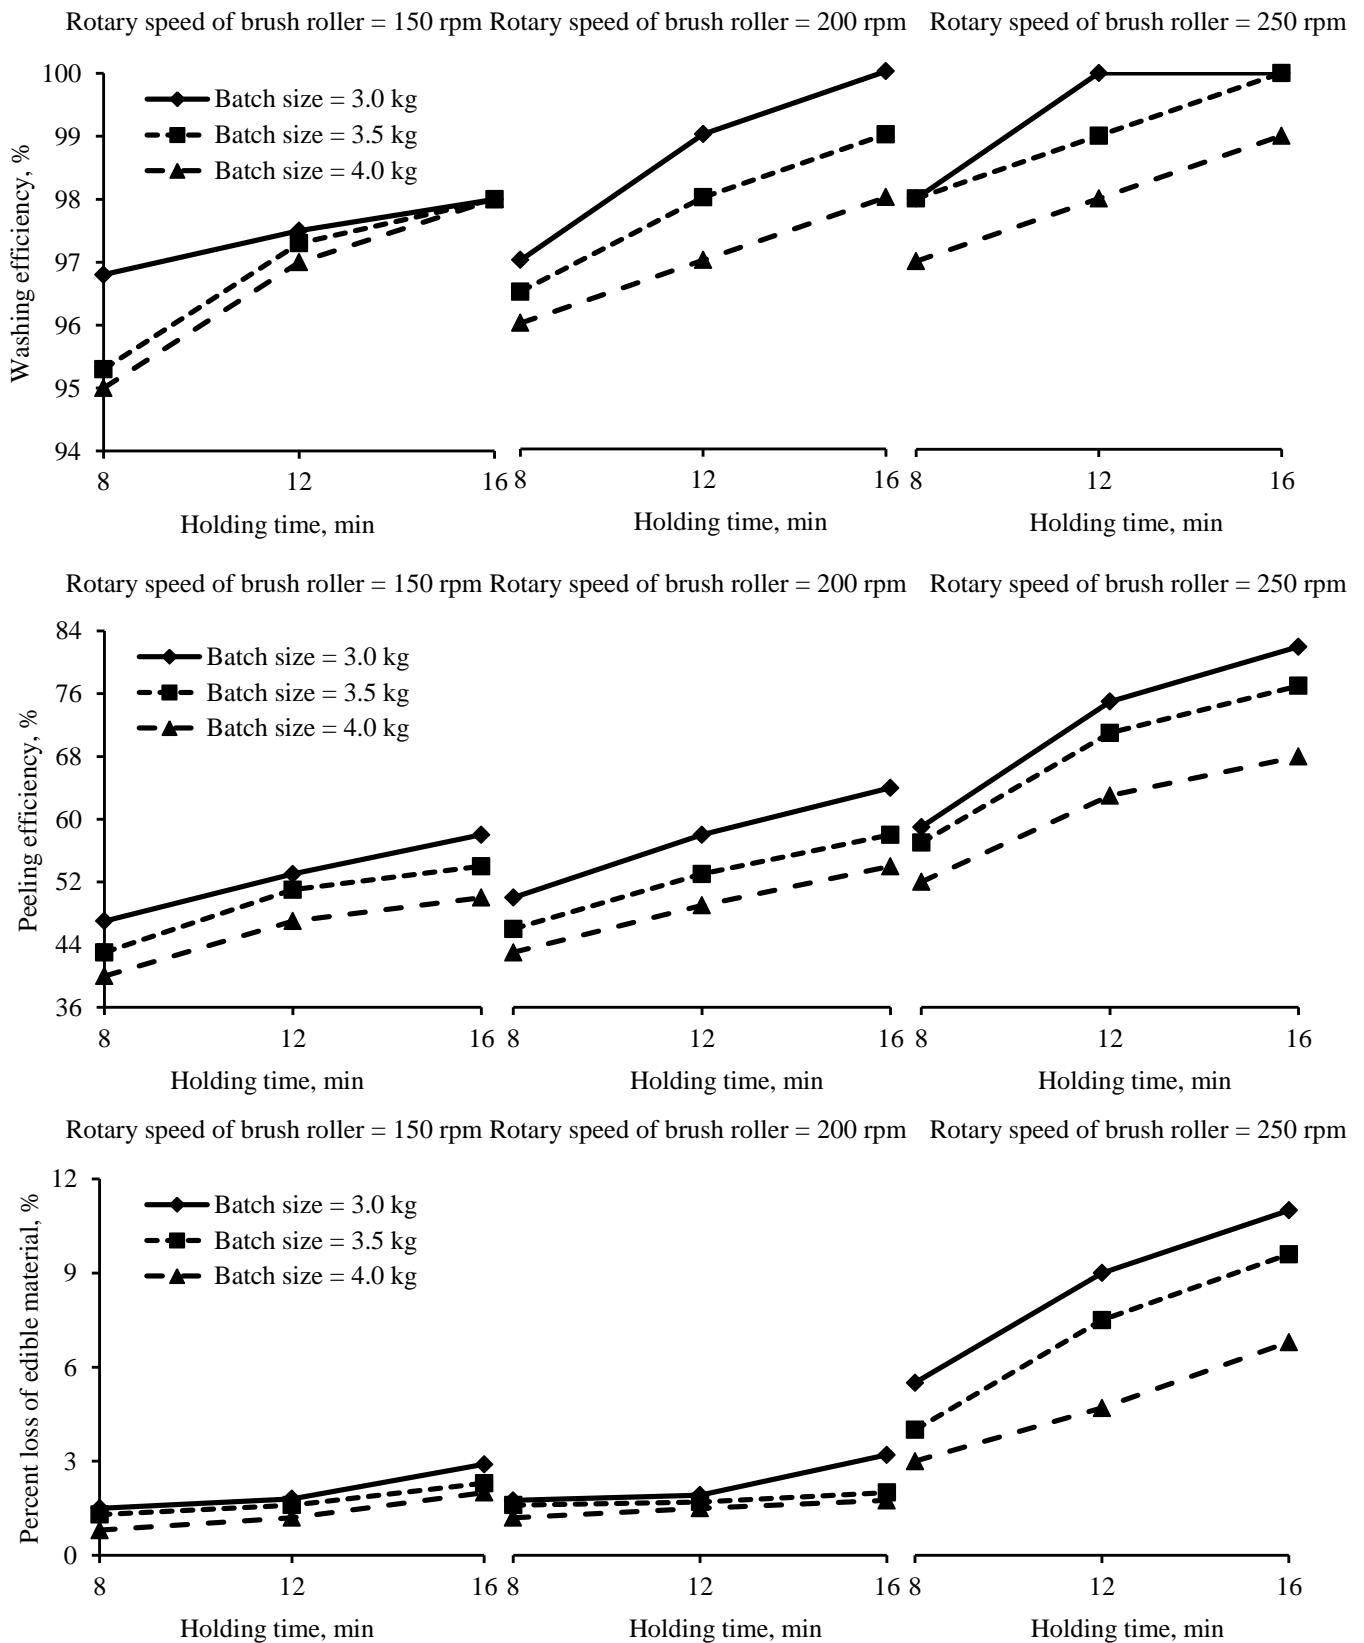 Rotary speed of brush roller = 150 rpm Rotary speed of brush roller = 200 rpm Rotary speed of brush roller = 250 rpm
Washing efficiency, %
100
99
98
97
96
95
94
Batch size = 3.0 kg
Batch size = 3.5 kg
Batch size = 4.0 kg
8 12 16 8 12 16 8 12 16
Holding time, min Holding time, min Holding time, min
Rotary speed of brush roller = 150 rpm Rotary speed of brush roller = 200 rpm Rotary speed of brush roller = 250 rpm
Peeling efficiency, %
84
76
68
60
52
44
36
Batch size = 3.0 kg
Batch size = 3.5 kg
Batch size = 4.0 kg
8 12 16 8 12 16 8 12 16
Holding time, min Holding time, min Holding time, min
Rotary speed of brush roller = 150 rpm Rotary speed of brush roller = 200 rpm Rotary speed of brush roller = 250 rpm
Percent loss of edible material, %
12
9
6
3
0
Batch size = 3.0 kg
Batch size = 3.5 kg
Batch size = 4.0 kg
8 12 16 8 12 16 8 12 16
Holding time, min Holding time, min Holding time, min